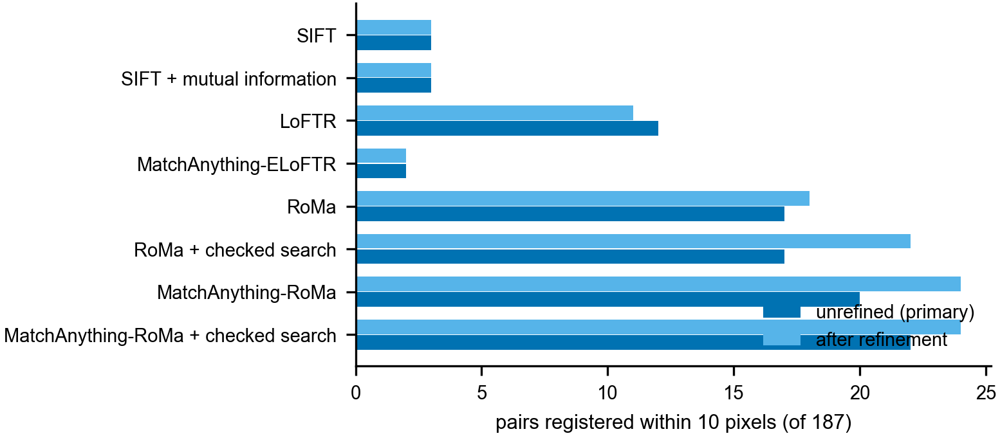 SIFT
SIFT + mutual information
LoFTR
MatchAnything-ELoFTR
RoMa
RoMa + checked search
MatchAnything-RoMa
MatchAnything-RoMa + checked search
unrefined (primary)
after refinement
0 5 10 15 20 25
pairs registered within 10 pixels (of 187)